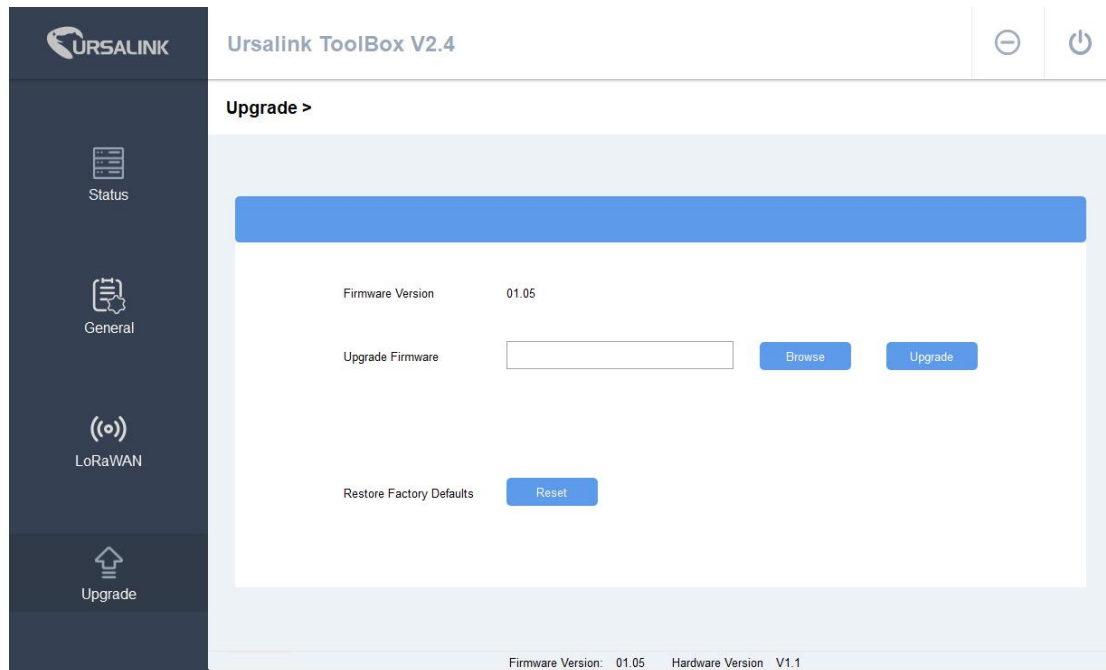 URSALINK
Ursalink ToolBox V2.4
Upgrade >
Status
General
LoRaWAN
Upgrade
Firmware Version 01.05
Upgrade Firmware Browse Upgrade
Restore Factory Defaults Reset
Firmware Version: 01.05 Hardware Version V1.1